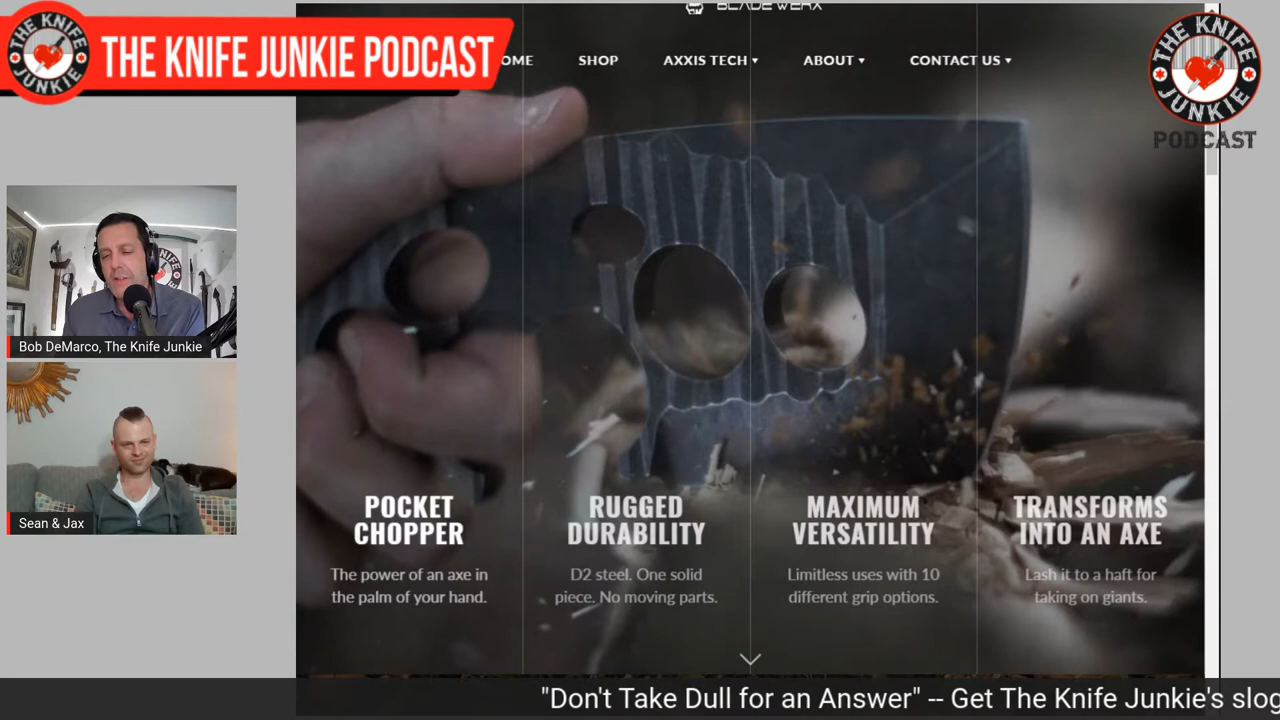 THE KNIFE JUNKIE
THE KNIFE JUNKIE PODCAST
BLADE WERX
OME
SHOP
AXXIS TECH
ABOUT
CONTACT US
THE KNIFE JUNKIE
PODCAST
Bob DeMarco, The Knife Junkie
Sean & Jax
POCKET
CHOPPER
The power of an axe in
the palm of your hand.
RUGGED
DURABILITY
D2 steel. One solid
piece. No moving parts.
MAXIMUM
VERSATILITY
Limitless uses with 10
different grip options.
TRANSFORMS
INTO AN AXE
Lash it to a haft for
taking on giants.
"Don't Take Dull for an Answer" -- Get The Knife Junkie's slog